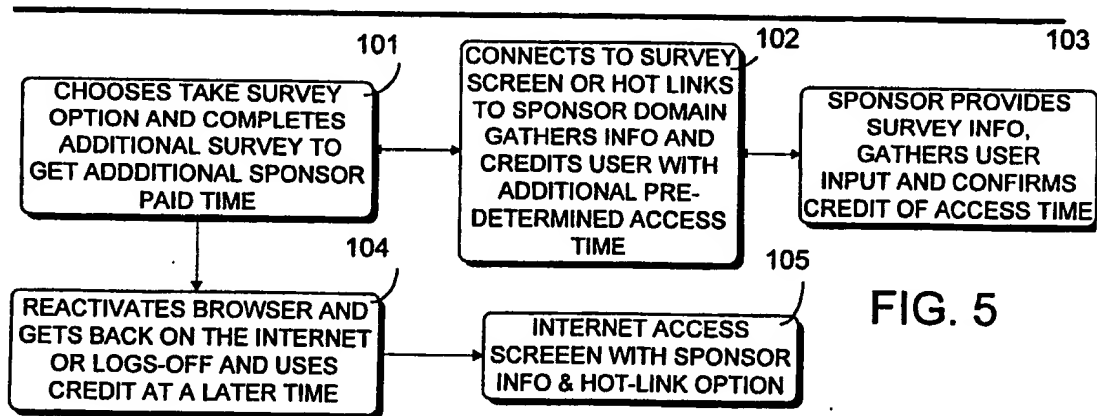 101
CHOOSES TAKE SURVEY
OPTION AND COMPLETES
ADDITIONAL SURVEY TO
GET ADDDITIONAL SPONSOR
PAID TIME
102
CONNECTS TO SURVEY
SCREEN OR HOT LINKS
TO SPONSOR DOMAIN
GATHERS INFO AND
CREDITS USER WITH
ADDITIONAL PRE-
DETERMINED ACCESS
TIME
103
SPONSOR PROVIDES
SURVEY INFO,
GATHERS USER
INPUT AND CONFIRMS
CREDIT OF ACCESS TIME
104
REACTIVATES BROWSER AND
GETS BACK ON THE INTERNET
OR LOGS-OFF AND USES
CREDIT AT A LATER TIME
105
INTERNET ACCESS
SCREEEN WITH SPONSOR
INFO & HOT-LINK OPTION
FIG. 5